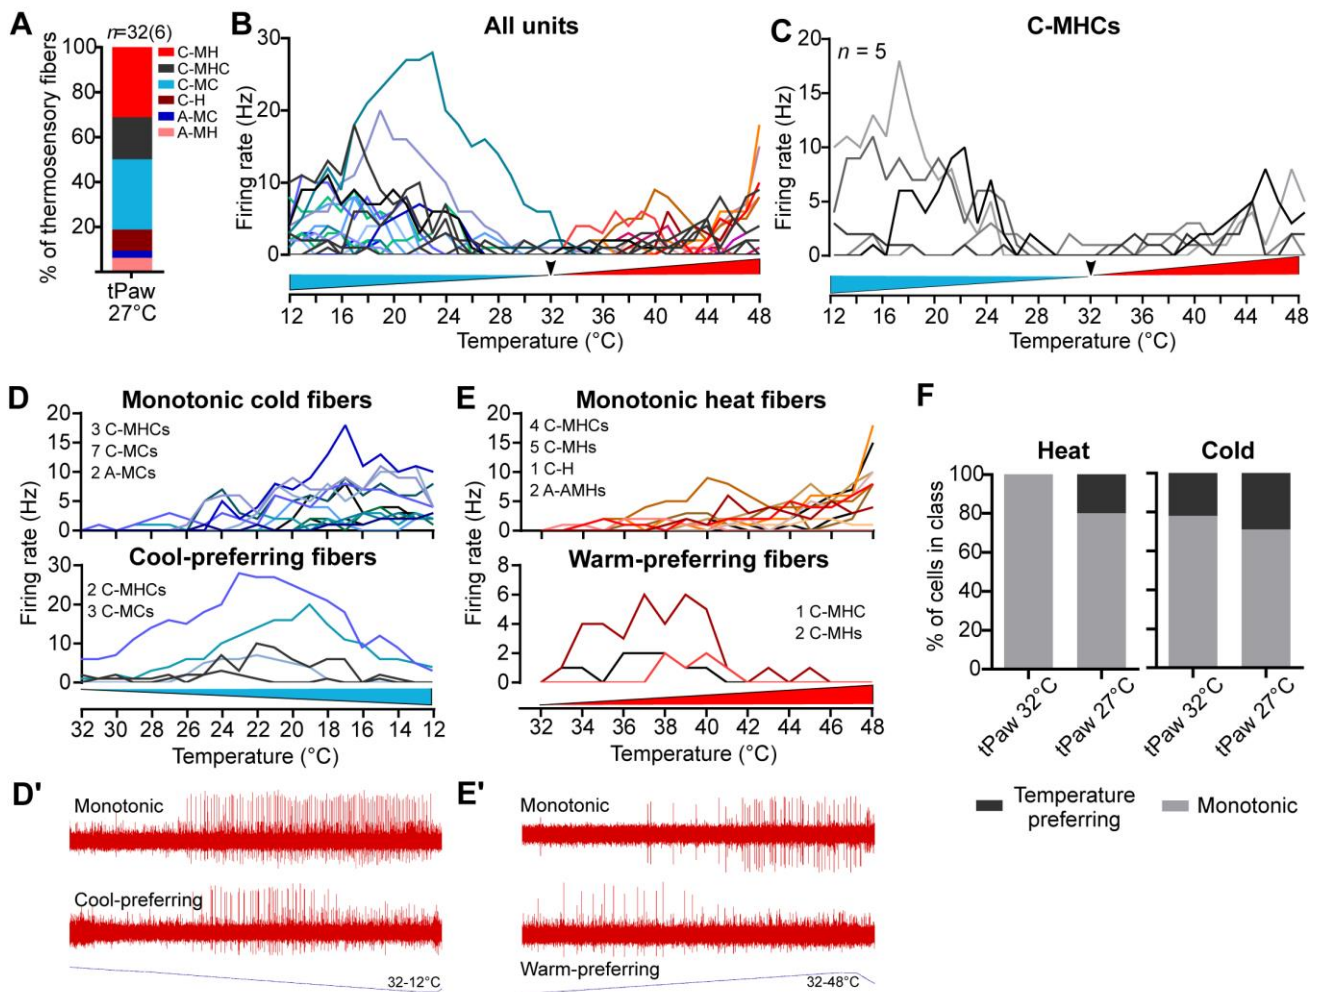 A
n=32(6)
% of thermosensory fibers
100
80
60
40
20
C-MH
C-MHC
C-MC
C-H
A-MC
A-MH
tPaw
27°C
B
All units
Firing rate (Hz)
30
20
10
0
12 16 20 24 28 32 36 40 44 48
Temperature (°C)
C
C-MHCs
n = 5
Firing rate (Hz)
20
15
10
5
0
12 16 20 24 28 32 36 40 44 48
Temperature (°C)
D
Monotonic cold fibers
3 C-MHCs
7 C-MCs
2 A-MCs
20
15
10
5
0
Firing rate (Hz)
Cool-preferring fibers
2 C-MHCs
3 C-MCs
30
20
10
0
32 30 28 26 24 22 20 18 16 14 12
Temperature (°C)
E
Monotonic heat fibers
4 C-MHCs
5 C-MHs
1 C-H
2 A-AMHs
20
15
10
5
0
Firing rate (Hz)
Warm-preferring fibers
1 C-MHC
2 C-MHs
8
6
4
2
0
32 34 36 38 40 42 44 46 48
Temperature (°C)
F
Heat
Cold
% of cells in class
100
80
60
40
20
0
tPaw 32°C
tPaw 27°C
tPaw 32°C
tPaw 27°C
Temperature
preferring
Monotonic
D'
Monotonic
Cool-preferring
32-12°C
E'
Monotonic
Warm-preferring
32-48°C